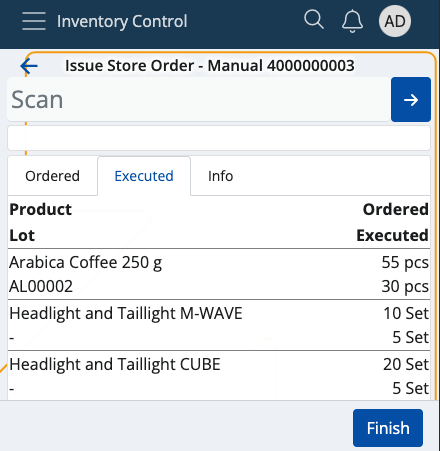 Inventory Control
AD
Issue Store Order - Manual 4000000003
Scan
Ordered Executed Info
Product Ordered
Lot Executed
Arabica Coffee 250 g 55 pcs
AL00002 30 pcs
Headlight and Taillight M-WAVE 10 Set
- 5 Set
Headlight and Taillight CUBE 20 Set
- 5 Set
Finish